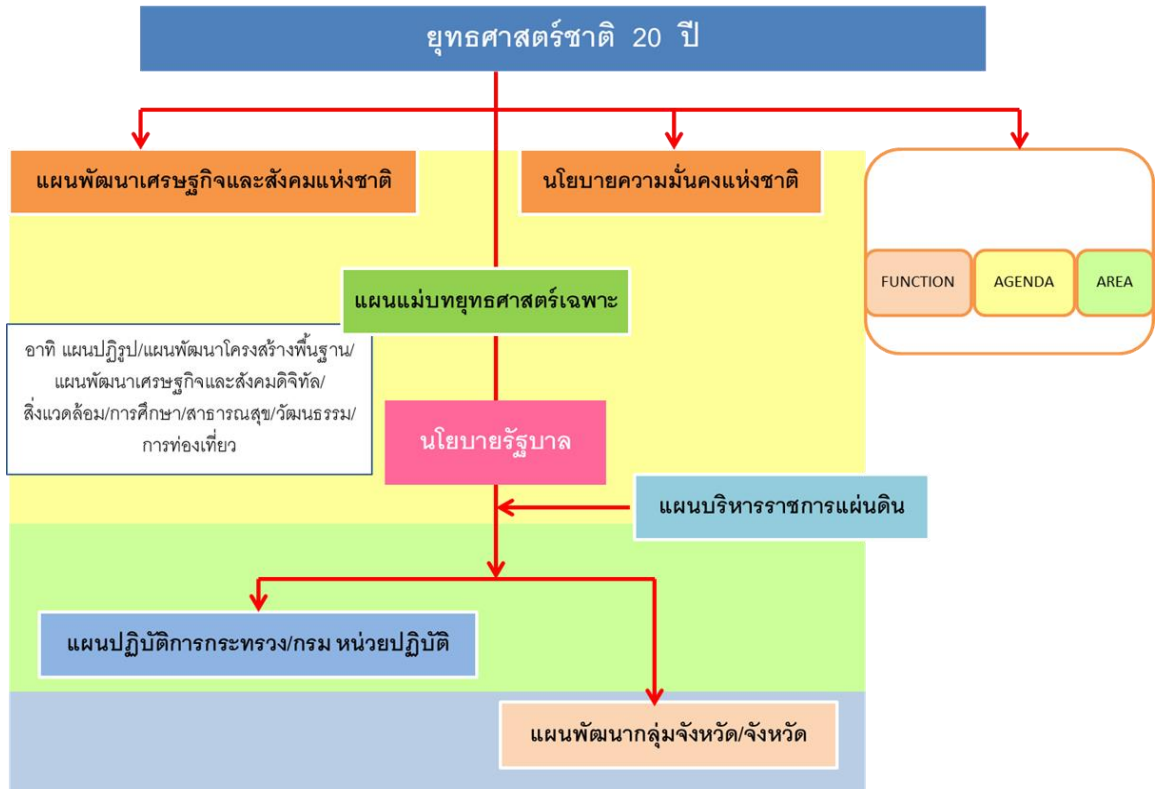 ยุทธศาสตร์ชาติ 20 ปี
แผนพัฒนาเศรษฐกิจและสังคมแห่งชาติ
นโยบายความมั่นคงแห่งชาติ
FUNCTION
AGENDA
AREA
แผนแม่บทยุทธศาสตร์เฉพาะ
อาทิ แผนปฏิรูป/แผนพัฒนาโครงสร้างพื้นฐาน/
แผนพัฒนาเศรษฐกิจและสังคมดิจิทัล/
สิ่งแวดล้อม/การศึกษา/สาธารณสุข/วัฒนธรรม/
การท่องเที่ยว
นโยบายรัฐบาล
แผนบริหารราชการแผ่นดิน
แผนปฏิบัติการกระทรวง/กรม หน่วยปฏิบัติ
แผนพัฒนากลุ่มจังหวัด/จังหวัด